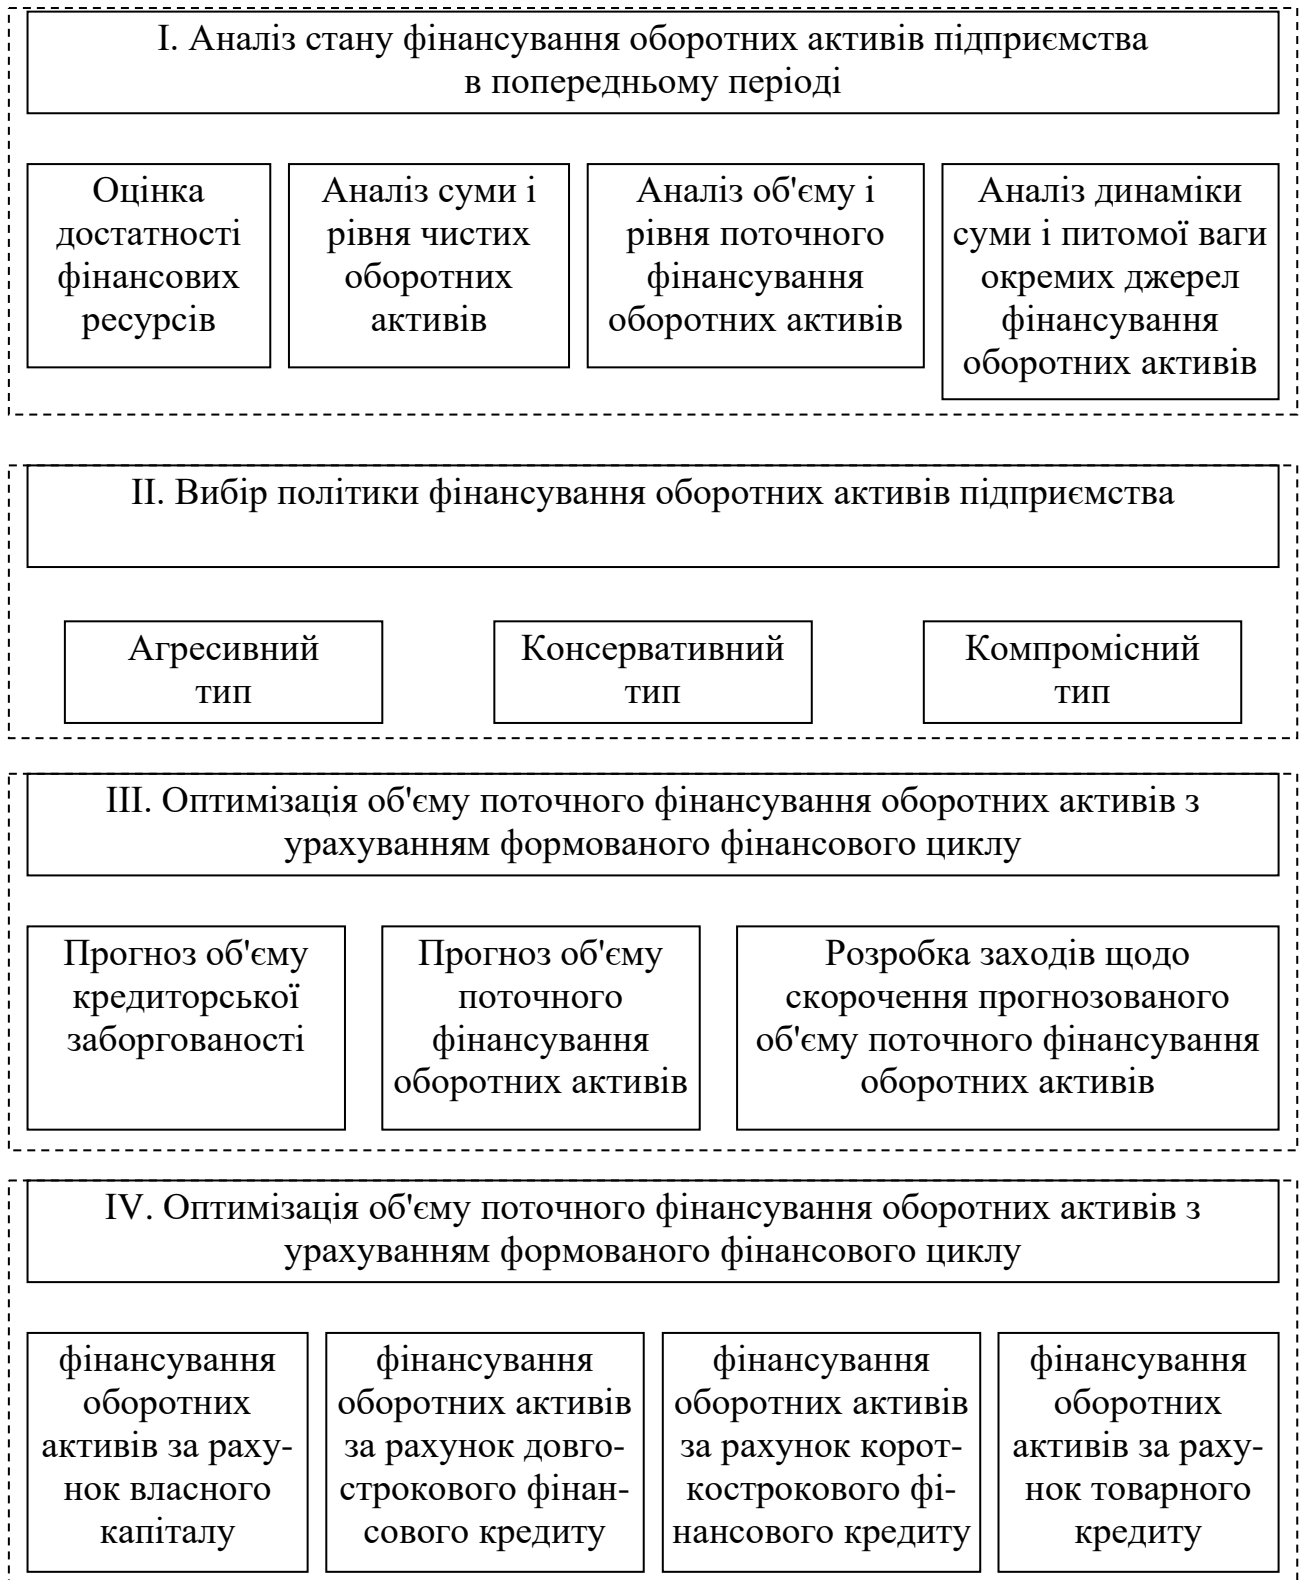 І. Аналіз стану фінансування оборотних активів підприємства
в попередньому періоді
Оцінка
достатності
фінансових
ресурсів
Аналіз суми і
рівня чистих
оборотних
активів
Аналіз об'єму і
рівня поточного
фінансування
оборотних активів
Аналіз динаміки
суми і питомої ваги
окремих джерел
фінансування
оборотних активів
ІІ. Вибір політики фінансування оборотних активів підприємства
Агресивний
тип
Консервативний
тип
Компромісний
тип
ІІІ. Оптимізація об'єму поточного фінансування оборотних активів з
урахуванням формованого фінансового циклу
Прогноз об'єму
кредиторської
заборгованості
Прогноз об'єму
поточного
фінансування
оборотних активів
Розробка заходів щодо
скорочення прогнозованого
об'єму поточного фінансування
оборотних активів
IV. Оптимізація об'єму поточного фінансування оборотних активів з
урахуванням формованого фінансового циклу
фінансування
оборотних
активів за раху-
нок власного
капіталу
фінансування
оборотних активів
за рахунок довго-
строкового фінан-
сового кредиту
фінансування
оборотних активів
за рахунок корот-
кострокового фі-
нансового кредиту
фінансування
оборотних
активів за раху-
нок товарного
кредиту